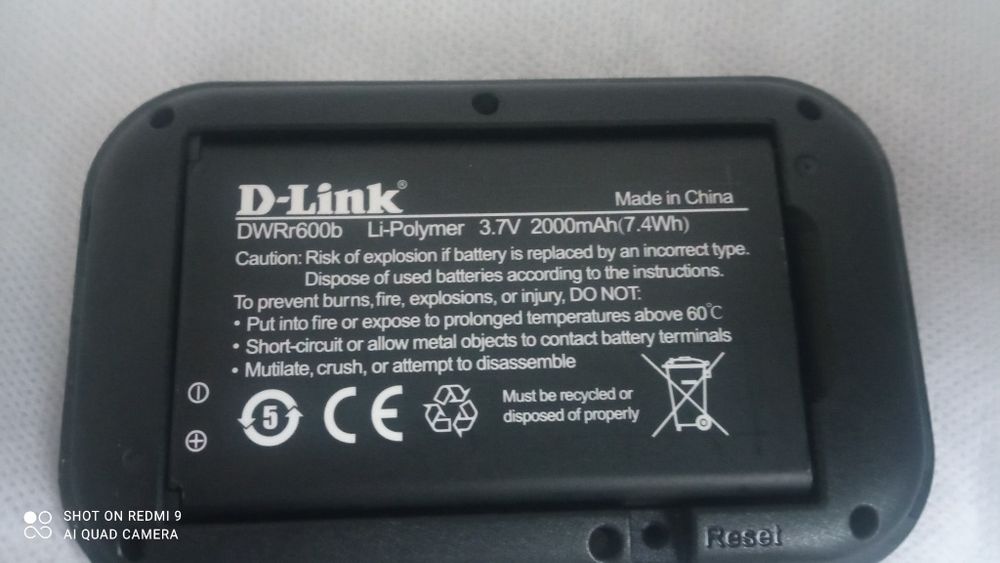 D-Link®
Made in China
DWRr600b Li-Polymer 3.7V 2000mAh(7.4Wh)
Caution: Risk of explosion if battery is replaced by an incorrect type.
Dispose of used batteries according to the instructions.
To prevent burns, fire, explosions, or injury, DO NOT:
• Put into fire or expose to prolonged temperatures above 60℃
• Short-circuit or allow metal objects to contact battery terminals
• Mutilate, crush, or attempt to disassemble
5
CE
Must be recycled or
disposed of properly
Reset
SHOT ON REDMI 9
AI QUAD CAMERA